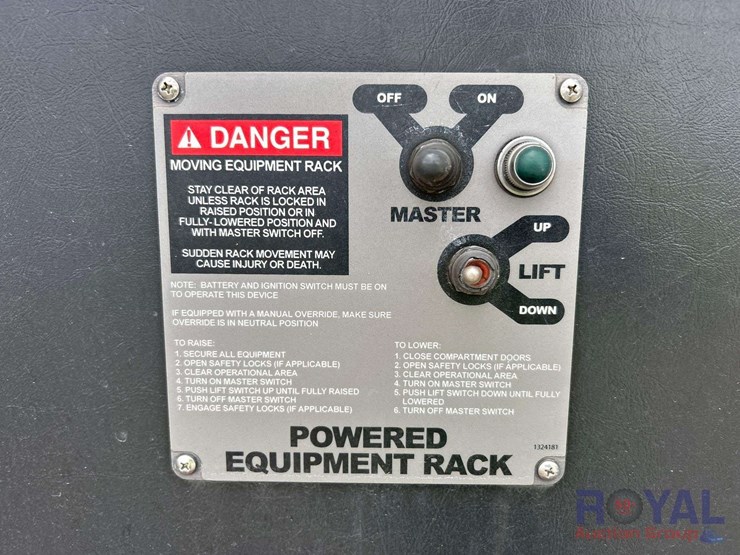 OFF
ON
DANGER
MOVING EQUIPMENT RACK
STAY CLEAR OF RACK AREA
UNLESS RACK IS LOCKED IN
RAISED POSITION OR IN
FULLY- LOWERED POSITION AND
WITH MASTER SWITCH OFF.
SUDDEN RACK MOVEMENT MAY
CAUSE INJURY OR DEATH.
MASTER
UP
LIFT
DOWN
NOTE: BATTERY AND IGNITION SWITCH MUST BE ON
TO OPERATE THIS DEVICE
IF EQUIPPED WITH A MANUAL OVERRIDE, MAKE SURE
OVERRIDE IS IN NEUTRAL POSITION
TO RAISE:
1. SECURE ALL EQUIPMENT
2. OPEN SAFETY LOCKS (IF APPLICABLE)
3. CLEAR OPERATIONAL AREA
4. TURN ON MASTER SWITCH
5. PUSH LIFT SWITCH UP UNTIL FULLY RAISED
6. TURN OFF MASTER SWITCH
7. ENGAGE SAFETY LOCKS (IF APPLICABLE)
TO LOWER:
1. CLOSE COMPARTMENT DOORS
2. OPEN SAFETY LOCKS (IF APPLICABLE)
3. CLEAR OPERATIONAL AREA
4. TURN ON MASTER SWITCH
5. PUSH LIFT SWITCH DOWN UNTIL FULLY
LOWERED
6. TURN OFF MASTER SWITCH
POWERED
EQUIPMENT RACK
1324181
ROYAL
Auction Group